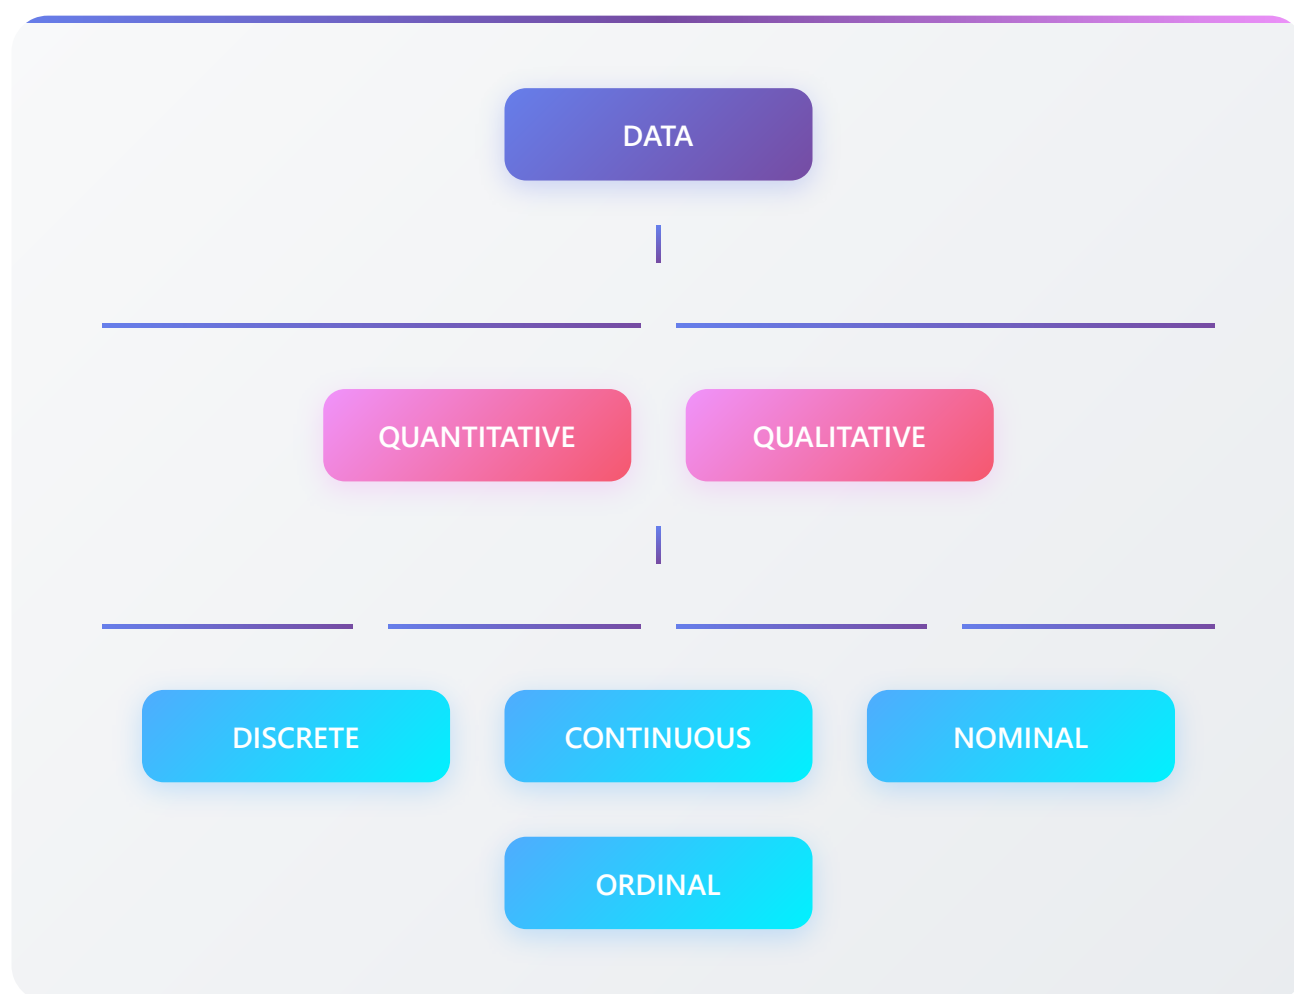 DATA
QUANTITATIVE
QUALITATIVE
DISCRETE
CONTINUOUS
NOMINAL
ORDINAL